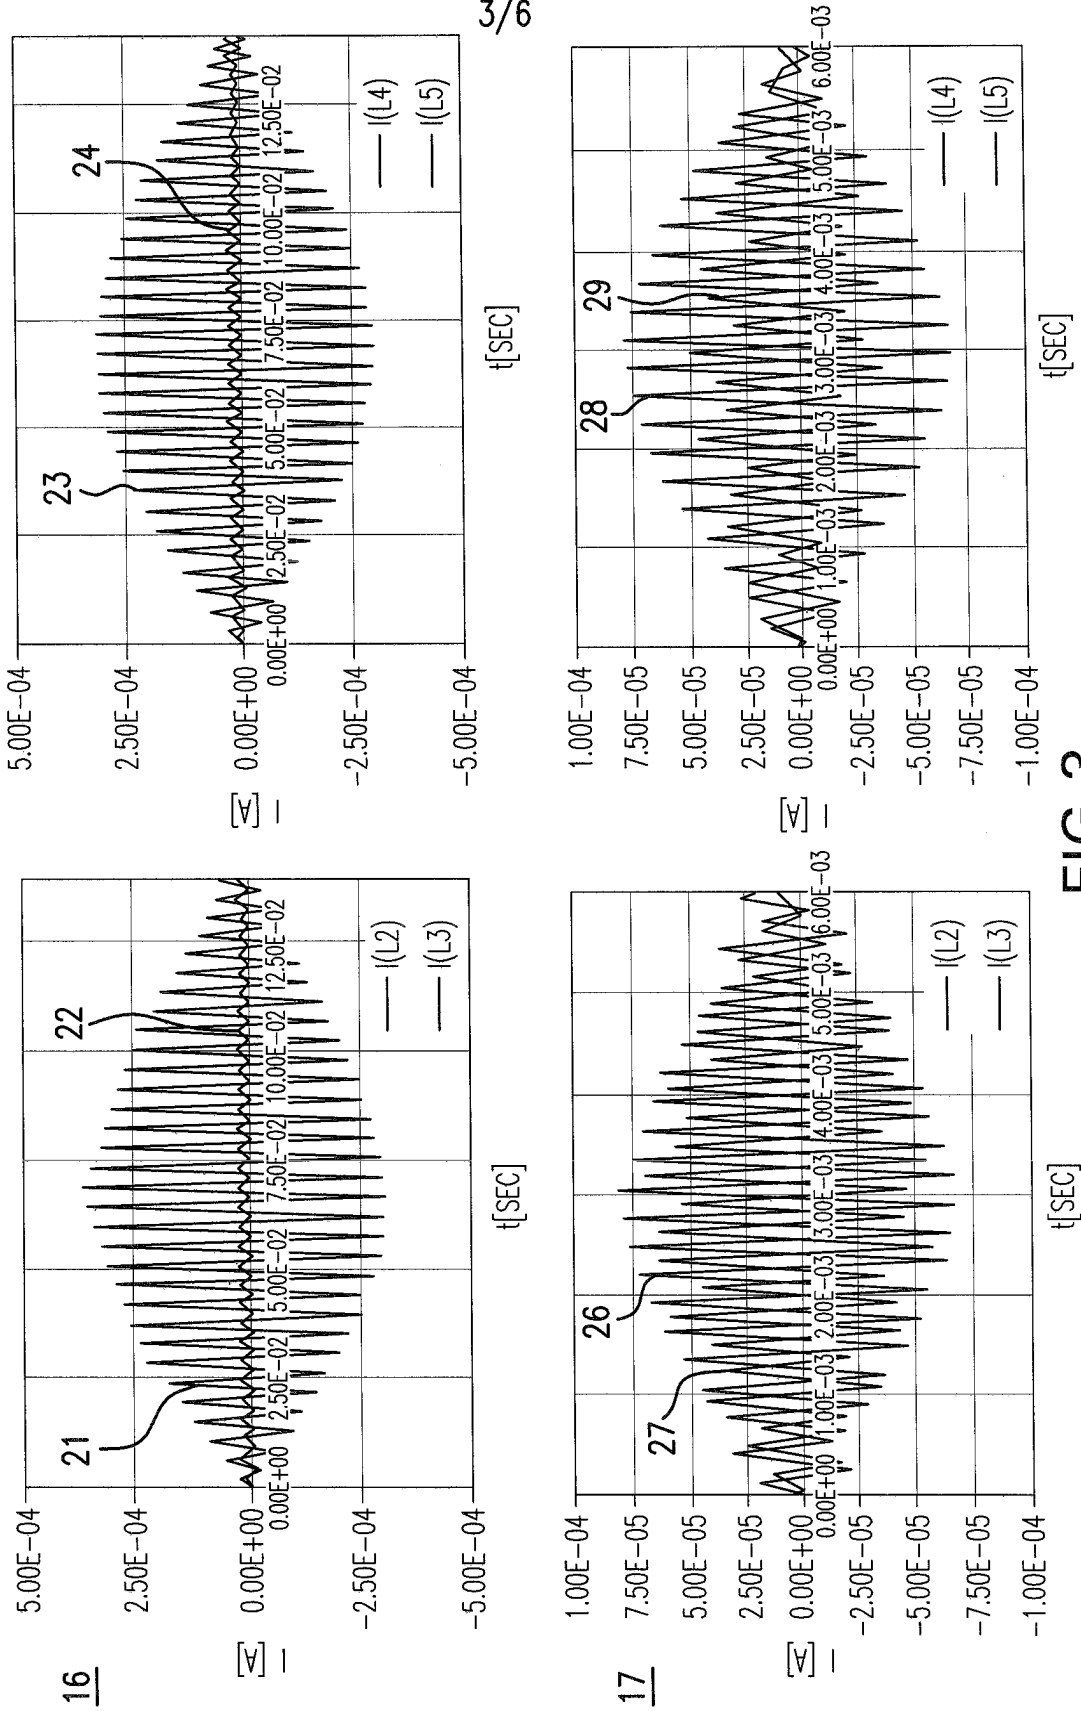 3/6
16
5.00E-04
2.50E-04
0.00E+00
-2.50E-04
-5.00E-04
I [A]
21
22
0.00E+00
2.50E-02
5.00E-02
7.50E-02
10.00E-02
12.50E-02
I(L2)
I(L3)
t[SEC]
5.00E-04
2.50E-04
0.00E+00
-2.50E-04
-5.00E-04
I [A]
23
24
0.00E+00
2.50E-02
5.00E-02
7.50E-02
10.00E-02
12.50E-02
I(L4)
I(L5)
t[SEC]
17
1.00E-04
7.50E-05
5.00E-05
2.50E-05
0.00E+00
-2.50E-05
-5.00E-05
-7.50E-05
-1.00E-04
I [A]
27
26
0.00E+00
1.00E-03
2.00E-03
3.00E-03
4.00E-03
5.00E-03
6.00E-03
I(L2)
I(L3)
t[SEC]
1.00E-04
7.50E-05
5.00E-05
2.50E-05
0.00E+00
-2.50E-05
-5.00E-05
-7.50E-05
-1.00E-04
I [A]
28
29
0.00E+00
1.00E-03
2.00E-03
3.00E-03
4.00E-03
5.00E-03
6.00E-03
I(L4)
I(L5)
t[SEC]
FIG. 3